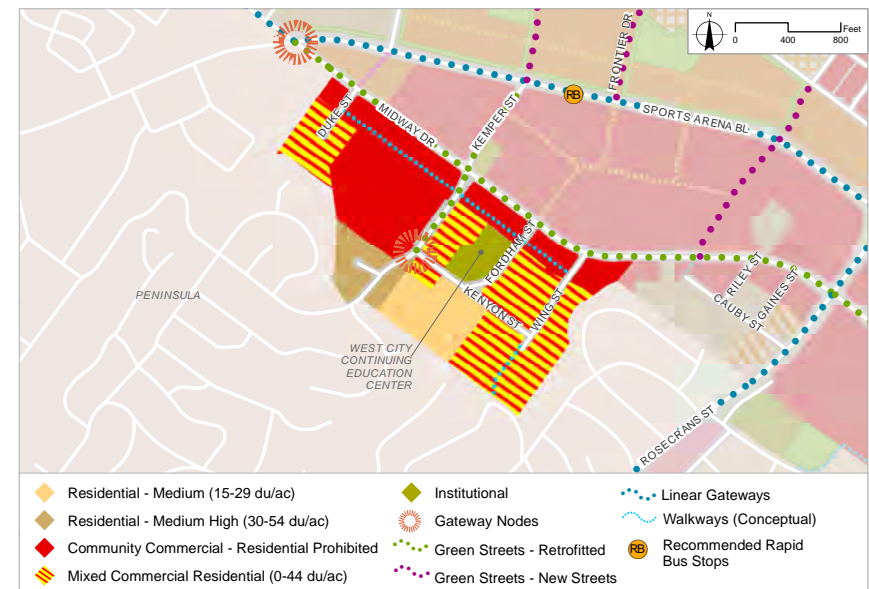 N
0 400 800
Feet
FRONTIER DR
RB
SPORTS ARENA BL
KEMPER ST
DUKE ST
MIDWAY DR
FORDHAM ST
KENYON ST
WING ST
RILEY ST
CAUBY ST
GAINES ST
PENINSULA
WEST CITY
CONTINUING
EDUCATION
CENTER
ROSECRANS ST
Residential - Medium (15-29 du/ac)
Residential - Medium High (30-54 du/ac)
Community Commercial - Residential Prohibited
Mixed Commercial Residential (0-44 du/ac)
Institutional
Gateway Nodes
Green Streets - Retrofitted
Green Streets - New Streets
Linear Gateways
Walkways (Conceptual)
RB
Recommended Rapid
Bus Stops